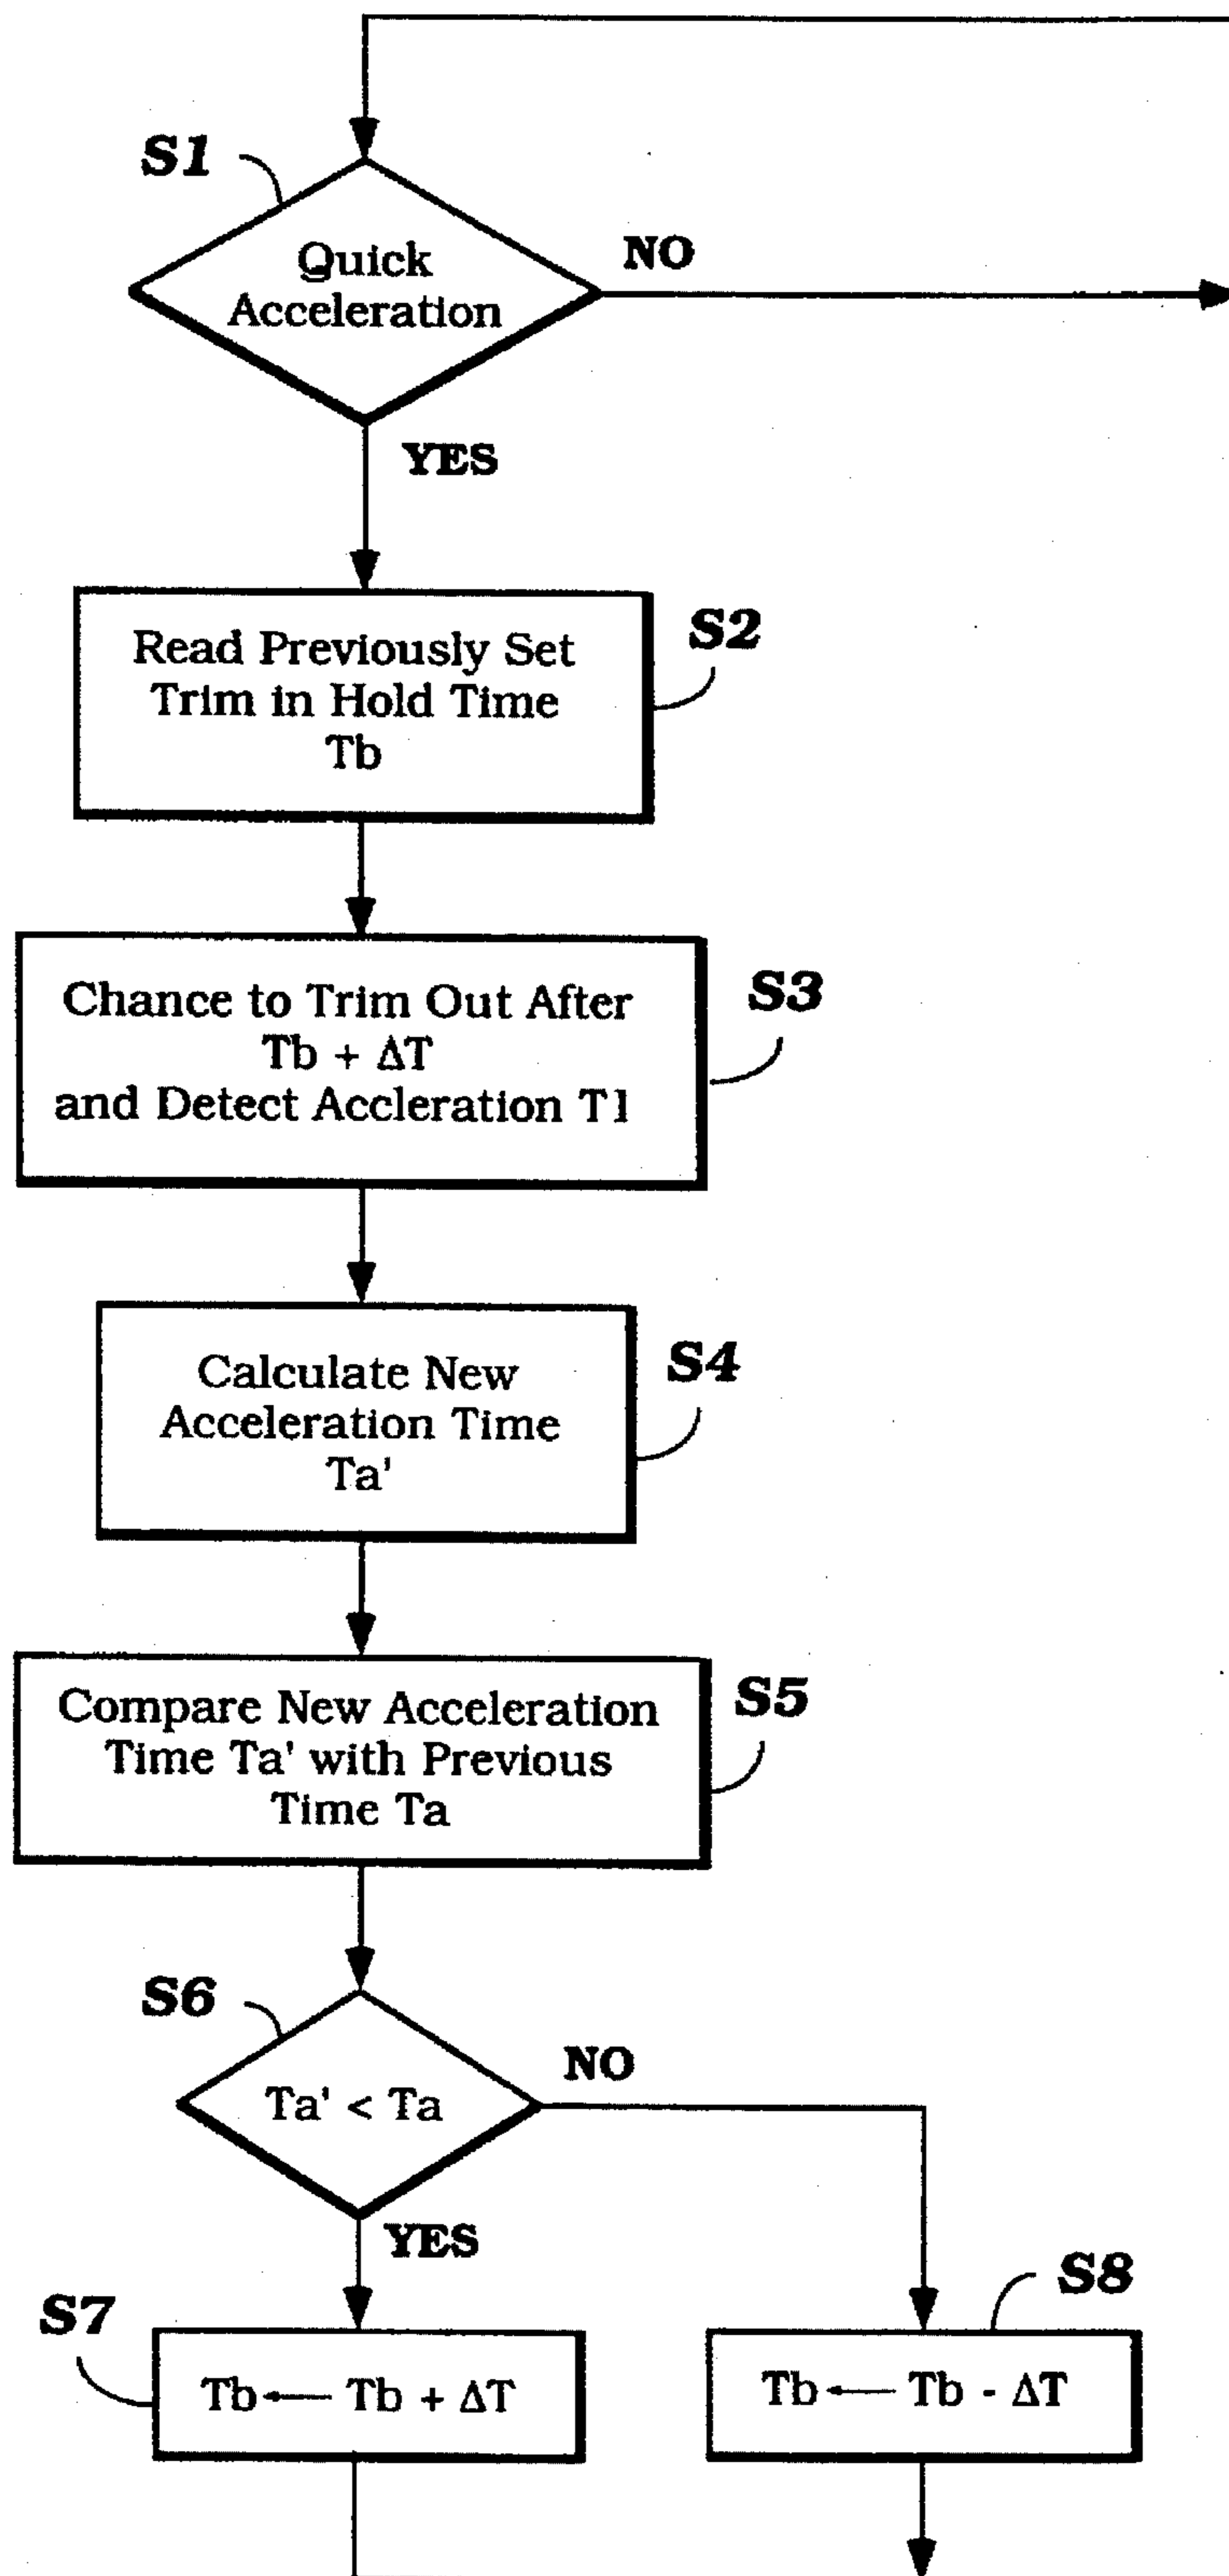 S1
Quick
Acceleration
NO
YES
Read Previously Set
Trim in Hold Time
Tb
S2
Chance to Trim Out After
Tb + ΔT
and Detect Accleration T1
S3
Calculate New
Acceleration Time
Ta'
S4
Compare New Acceleration
Time Ta' with Previous
Time Ta
S5
S6
Ta' < Ta
NO
YES
S7
Tb ← Tb + ΔT
S8
Tb ← Tb - ΔT